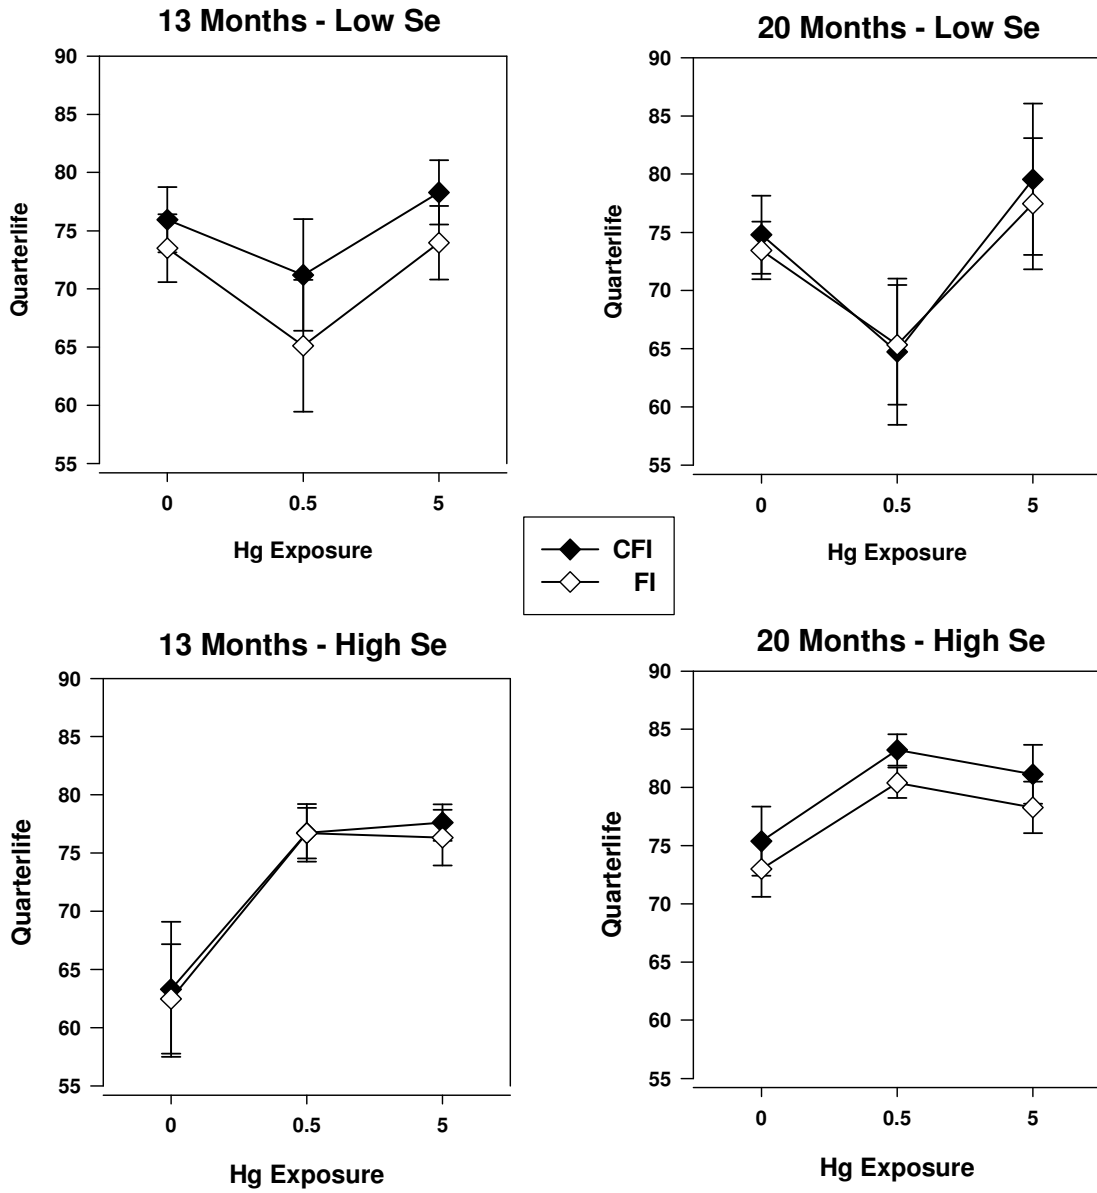 13 Months - Low Se
90
85
80
75
70
65
60
55
Quarterlife
0 0.5 5
Hg Exposure
20 Months - Low Se
90
85
80
75
70
65
60
55
Quarterlife
0 0.5 5
Hg Exposure
CFI
FI
13 Months - High Se
90
85
80
75
70
65
60
55
Quarterlife
0 0.5 5
Hg Exposure
20 Months - High Se
90
85
80
75
70
65
60
55
Quarterlife
0 0.5 5
Hg Exposure